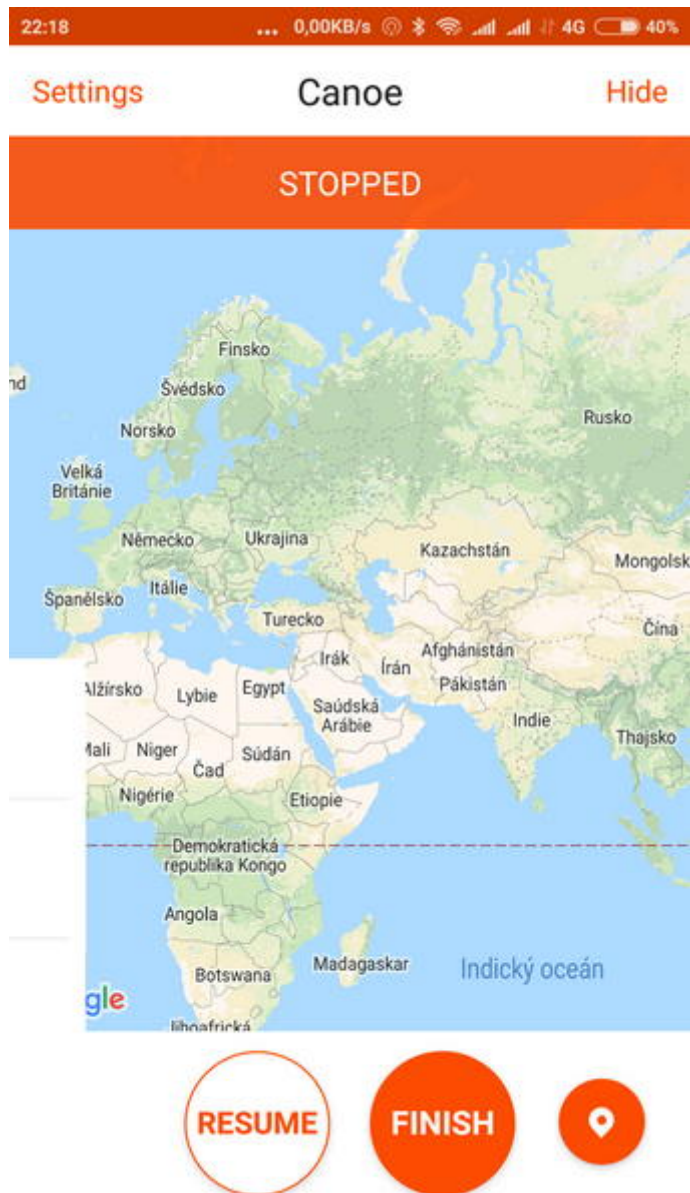 22:18 ... 0,00KB/s 4G 40%
Settings Canoe Hide
STOPPED
Finsko
nd
Švédsko
Rusko
Norsko
Velká
Británie
Německo
Ukrajina
Kazachstán
Mongolsk
Itálie
Španělsko
Turecko
Čína
Afghánistán
Irák
Írán
Pákistán
Alžírsko
Lybie
Egypt
Saúdská
Arábie
Indie
Thajsko
Mali
Niger
Súdán
Čad
Nigérie
Etiopie
Demokratická
republika Kongo
Angola
Madagaskar
Indický oceán
Botswana
gle
Jihoafrická
RESUME FINISH